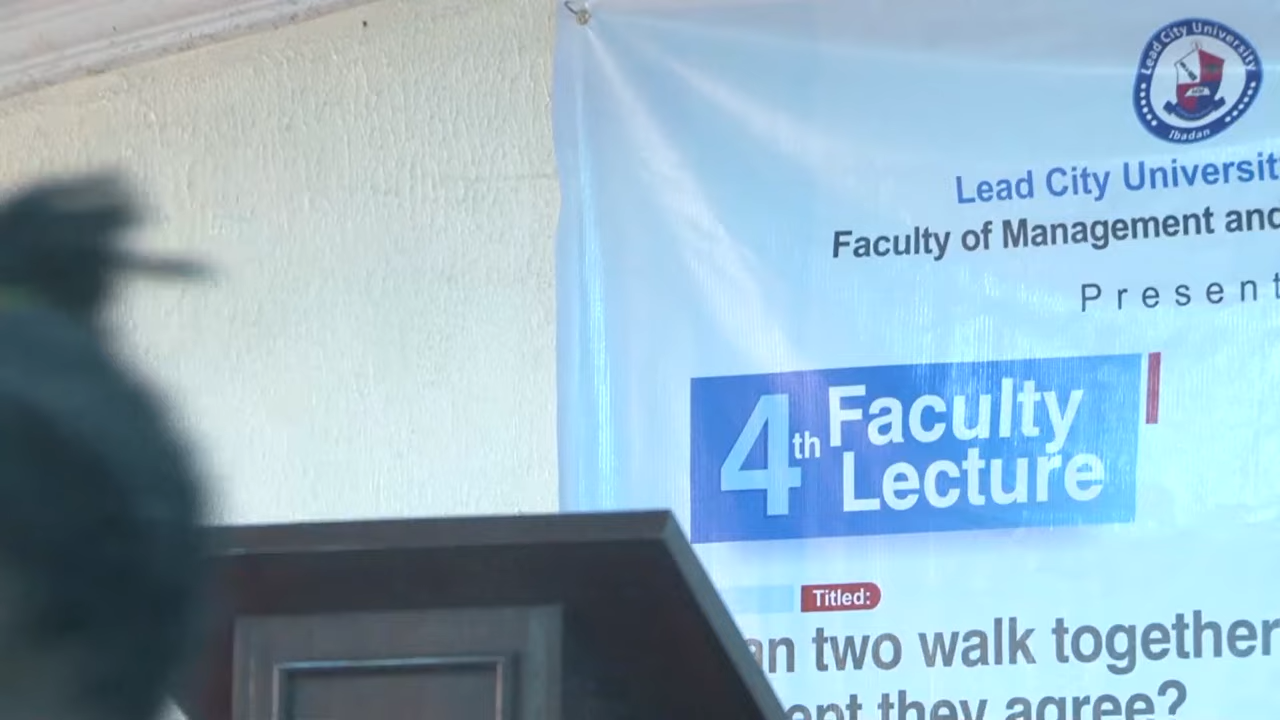 Lead City University
Ibadan
Lead City Universit
Faculty of Management and
Present
4th Faculty
Lecture
Titled:
an two walk together
ept they agree?